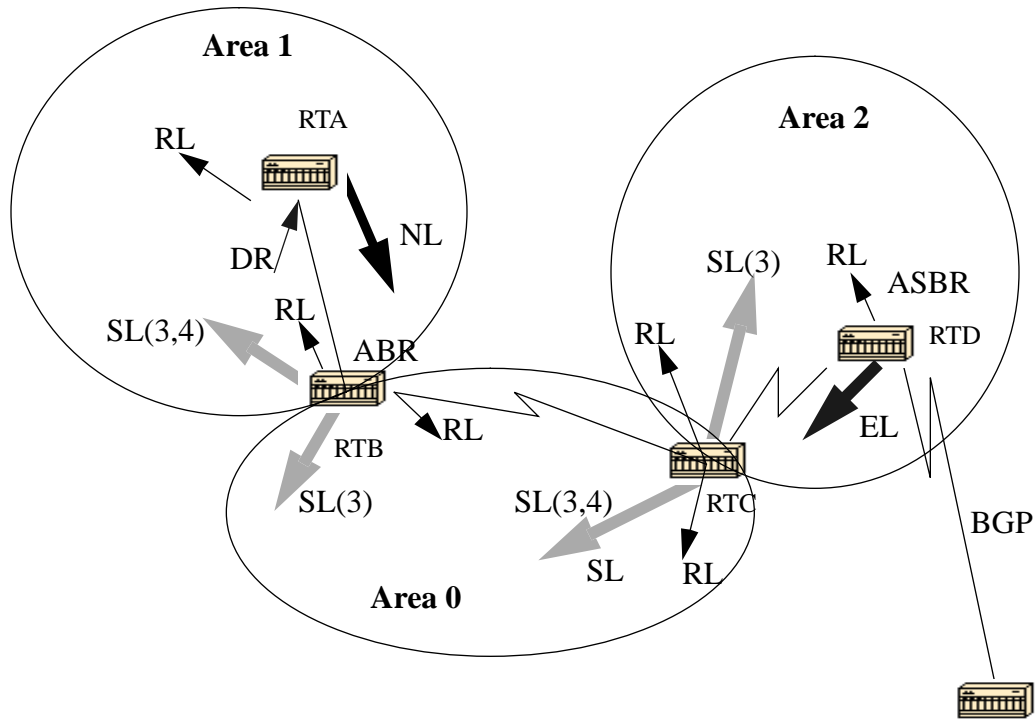 Area 1
RTA
RL
Area 2
NL
DR
SL(3)
RL
ASBR
RL
SL(3,4)
RL
RTD
ABR
EL
RL
RTB
SL(3)
SL(3,4)
RTC
BGP
SL
RL
Area 0